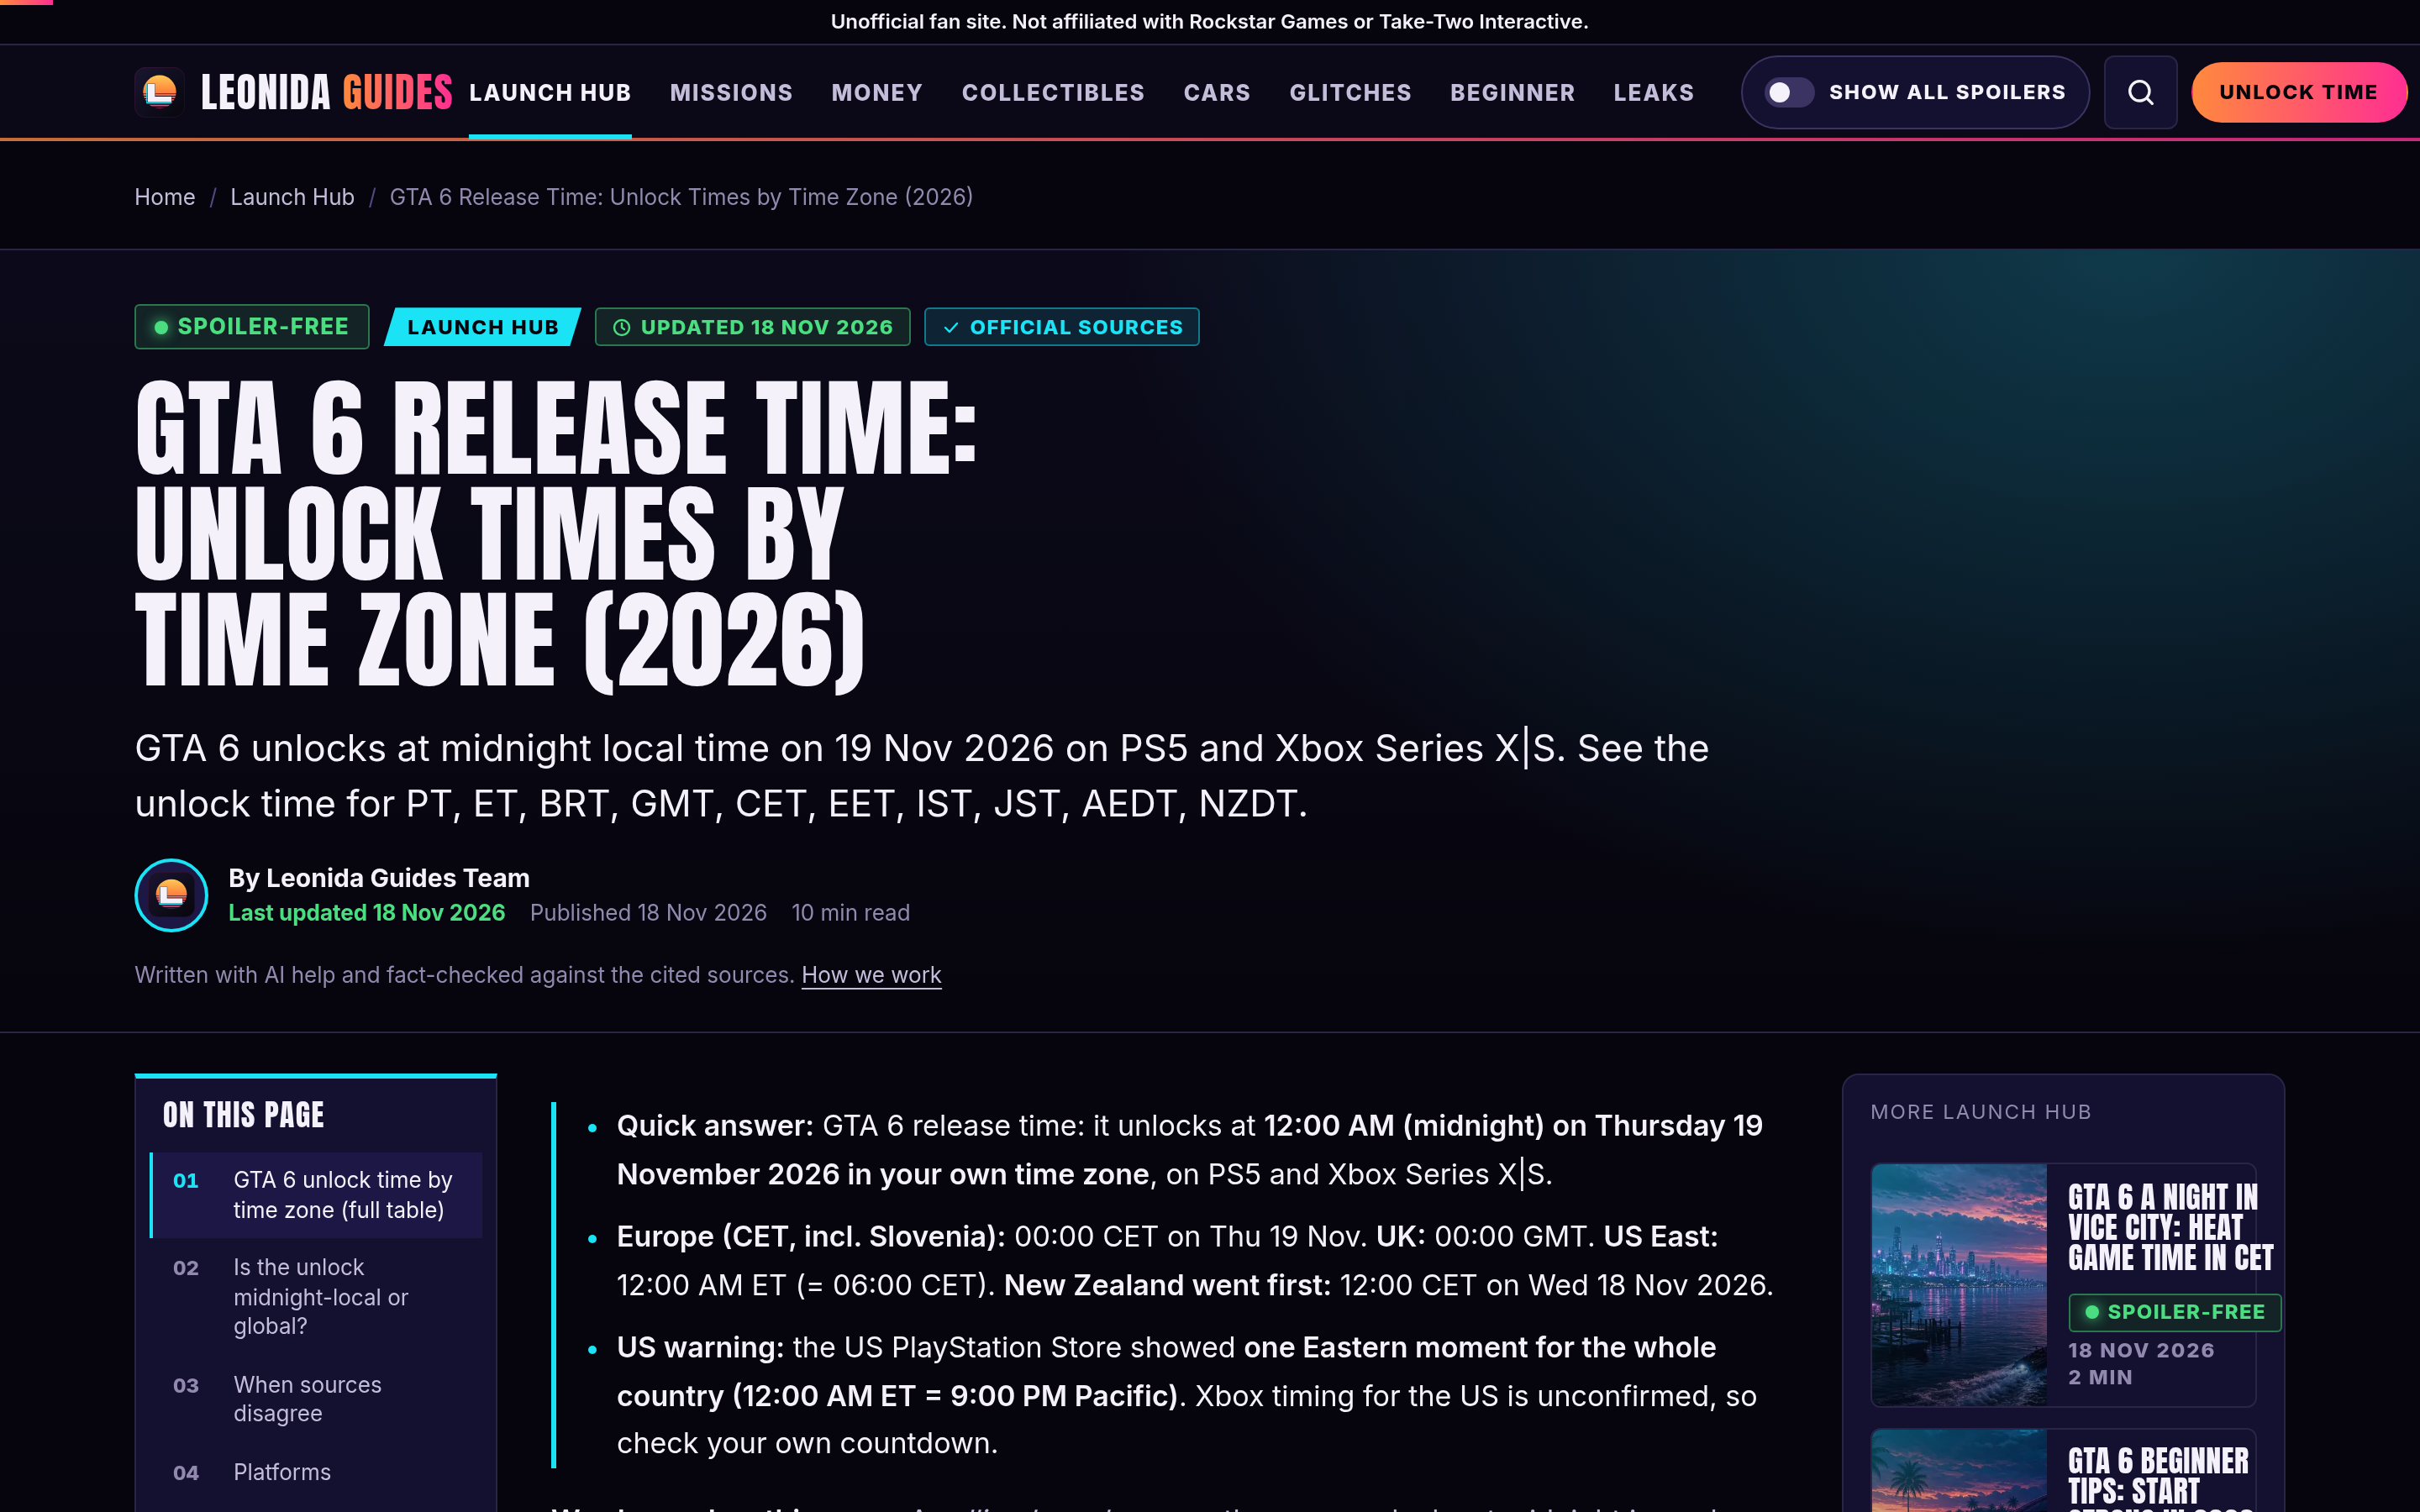 Unofficial fan site. Not affiliated with Rockstar Games or Take-Two Interactive.
LEONIDA GUIDES
LAUNCH HUB MISSIONS MONEY COLLECTIBLES CARS GLITCHES BEGINNER LEAKS
SHOW ALL SPOILERS
UNLOCK TIME
Home / Launch Hub / GTA 6 Release Time: Unlock Times by Time Zone (2026)
SPOILER-FREE
LAUNCH HUB
UPDATED 18 NOV 2026
OFFICIAL SOURCES
GTA 6 RELEASE TIME:
UNLOCK TIMES BY
TIME ZONE (2026)
GTA 6 unlocks at midnight local time on 19 Nov 2026 on PS5 and Xbox Series X|S. See the
unlock time for PT, ET, BRT, GMT, CET, EET, IST, JST, AEDT, NZDT.
By Leonida Guides Team
Last updated 18 Nov 2026 Published 18 Nov 2026 10 min read
Written with AI help and fact-checked against the cited sources. How we work
ON THIS PAGE
01 GTA 6 unlock time by
time zone (full table)
02 Is the unlock
midnight-local or
global?
03 When sources
disagree
04 Platforms
• Quick answer: GTA 6 release time: it unlocks at 12:00 AM (midnight) on Thursday 19
November 2026 in your own time zone, on PS5 and Xbox Series X|S.
• Europe (CET, incl. Slovenia): 00:00 CET on Thu 19 Nov. UK: 00:00 GMT. US East:
12:00 AM ET (= 06:00 CET). New Zealand went first: 12:00 CET on Wed 18 Nov 2026.
• US warning: the US PlayStation Store showed one Eastern moment for the whole
country (12:00 AM ET = 9:00 PM Pacific). Xbox timing for the US is unconfirmed, so
check your own countdown.
MORE LAUNCH HUB
GTA 6 A NIGHT IN
VICE CITY: HEAT
GAME TIME IN CET
SPOILER-FREE
18 NOV 2026
2 MIN
GTA 6 BEGINNER
TIPS: START